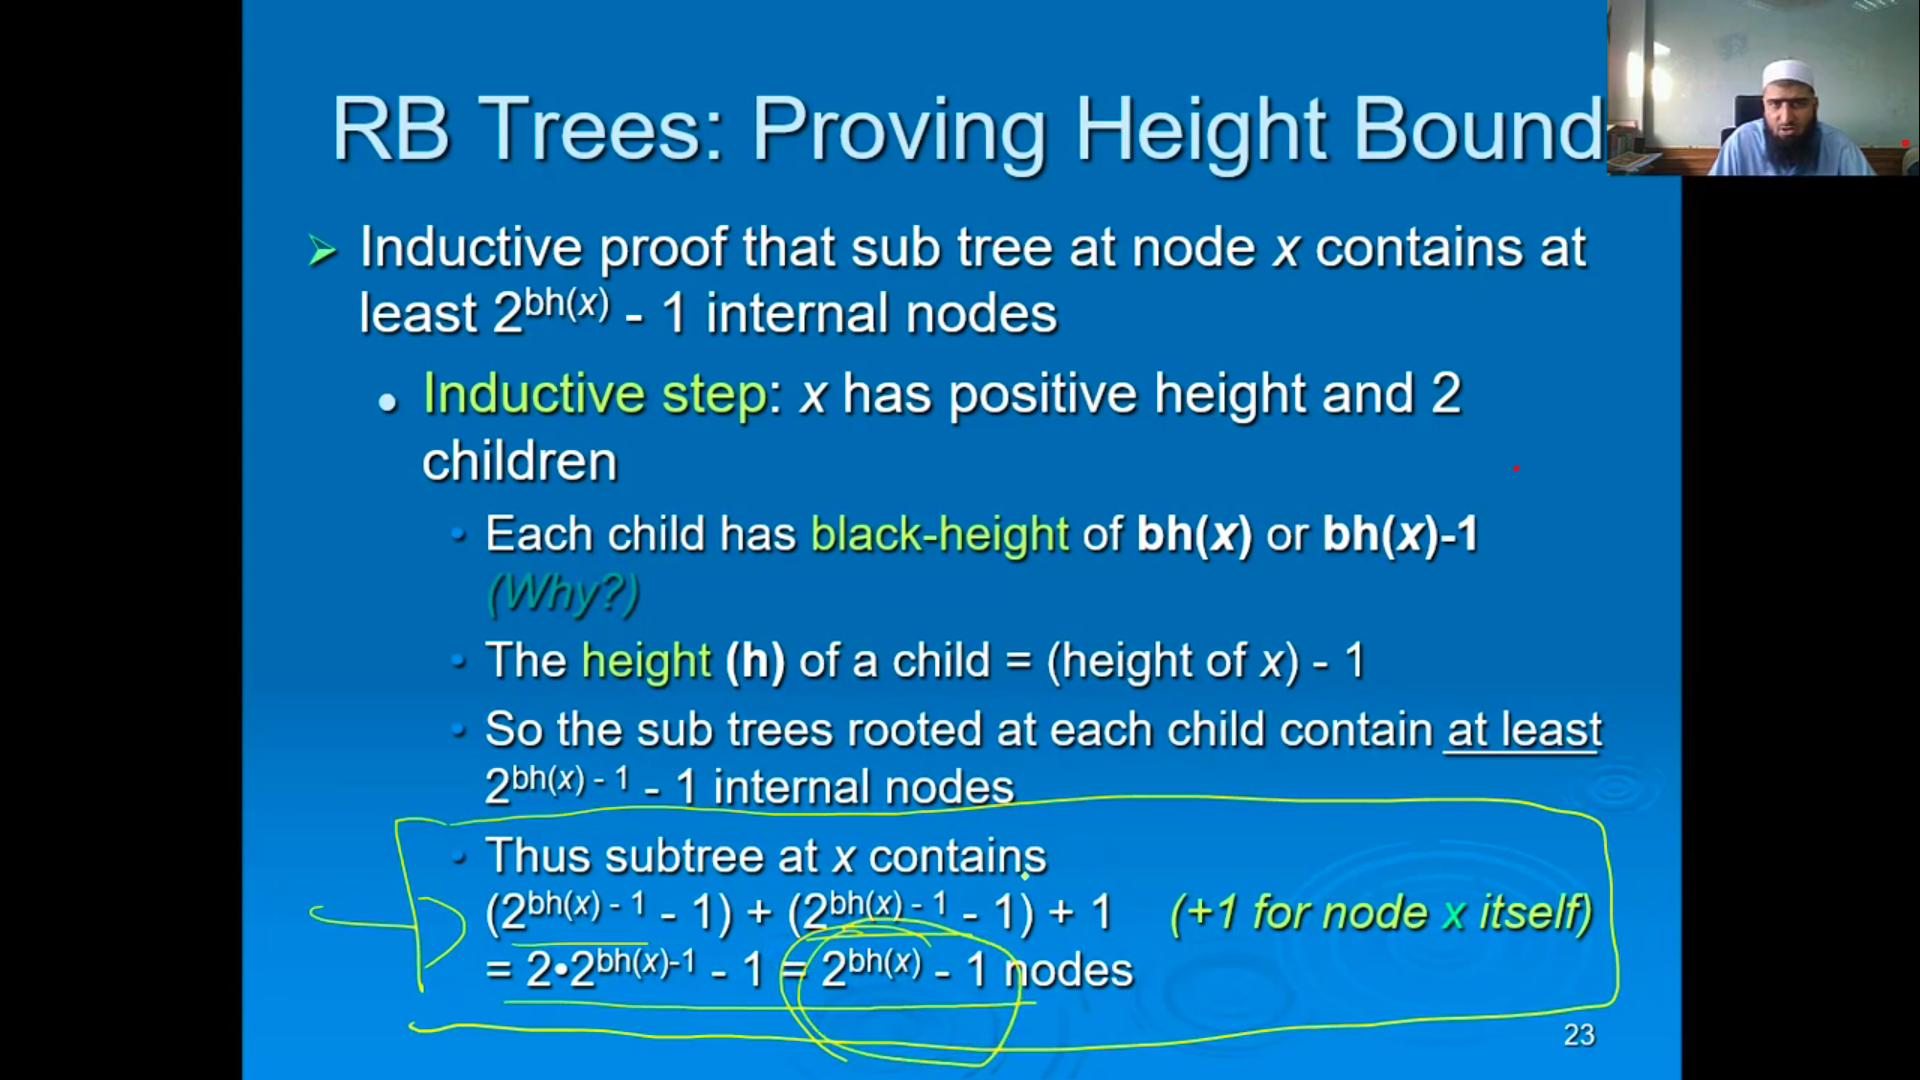 RB Trees: Proving Height Bound
Inductive proof that sub tree at node x contains at
least 2^bh(x) - 1 internal nodes
Inductive step: x has positive height and 2
children
Each child has black-height of bh(x) or bh(x)-1
(Why?)
The height (h) of a child = (height of x) - 1
So the sub trees rooted at each child contain at least
2^bh(x) - 1 - 1 internal nodes
Thus subtree at x contains
(2^bh(x) - 1 - 1) + (2^bh(x) - 1 - 1) + 1 (+1 for node x itself)
= 2•2^bh(x)-1 - 1 = 2^bh(x) - 1 nodes
23